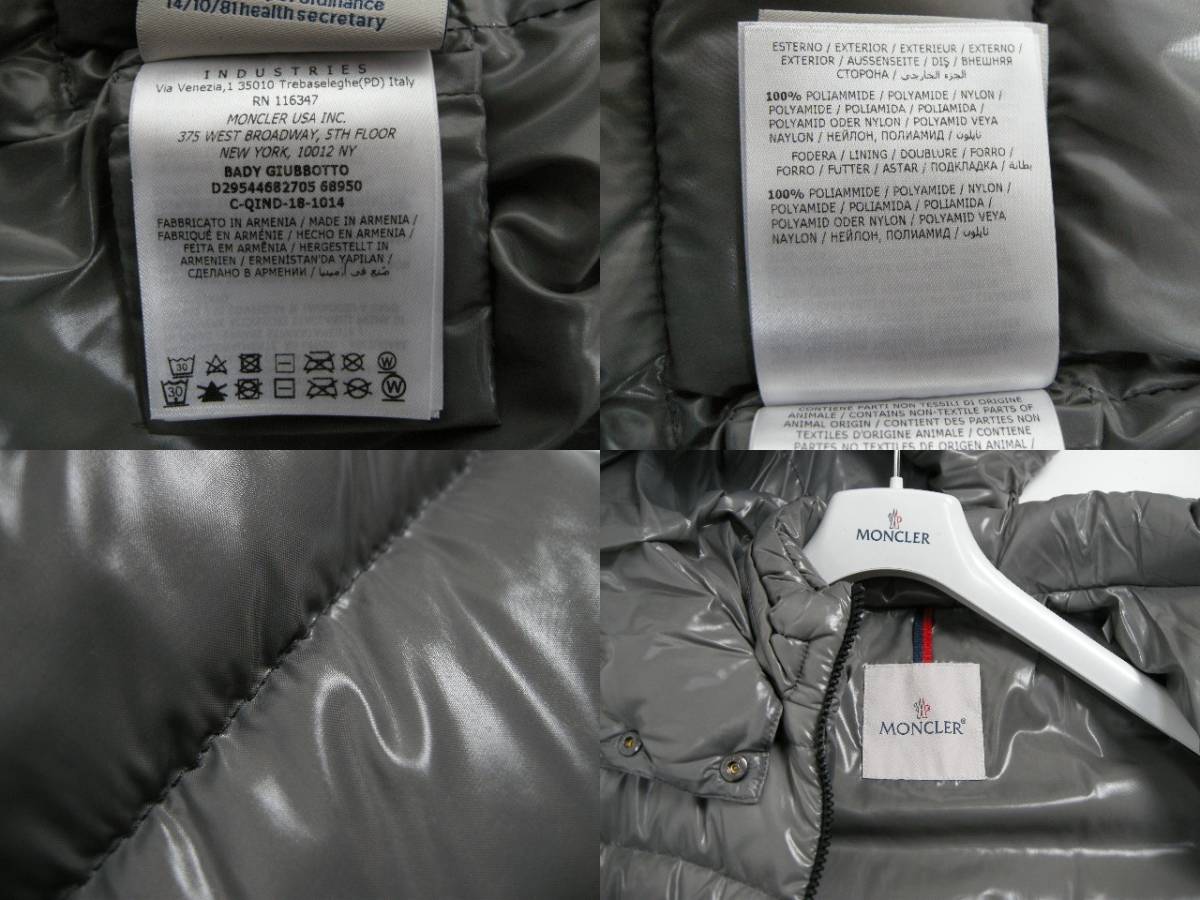 14/10/81 health secretary
INDUSTRIES
Via Venezia,1 35010 Trebaseleghe(PD) Italy
RN 116347
MONCLER USA INC.
375 WEST BROADWAY, 5TH FLOOR
NEW YORK, 10012 NY
BADY GIUBBOTTO
D29544682705 68950
C-QIND-18-1014
FABBRICATO IN ARMENIA / MADE IN ARMENIA /
FABRIQUÉ EN ARMÉNIE / HECHO EN ARMENIA /
FEITA EM ARMÊNIA / HERGESTELLT IN
ARMENIEN / ERMENİSTAN'DA YAPILAN /
СДЕЛАНО В АРМЕНИИ / صنع في أرمينيا
30 W
30 W
ESTERNO / EXTERIOR / EXTERIEUR / EXTERNO /
EXTERIOR / AUSSENSEITE / DIŞ / ВНЕШНЯЯ
СТОРОНА / الجزء الخارجي
100% POLIAMMIDE / POLYAMIDE / NYLON /
POLYAMIDE / POLIAMIDA / POLIAMIDA /
POLYAMID ODER NYLON / POLYAMID VEYA
NAYLON / НЕЙЛОН, ПОЛИАМИД / نايلون
FODERA / LINING / DOUBLURE / FORRO /
FORRO / FUTTER / ASTAR / ПОДКЛАДКА / بطانة
100% POLIAMMIDE / POLYAMIDE / NYLON /
POLYAMIDE / POLIAMIDA / POLIAMIDA /
POLYAMID ODER NYLON / POLYAMID VEYA
NAYLON / НЕЙЛОН, ПОЛИАМИД / نايلون
CONTIENE PARTI NON TESSILI DI ORIGINE
ANIMALE / CONTAINS NON-TEXTILE PARTS OF
ANIMAL ORIGIN / CONTIENT DES PARTIES NON
TEXTILES D'ORIGINE ANIMALE / CONTIENE
PARTES NO TEXTILES DE ORIGEN ANIMAL /
MONCLER
MONCLER®